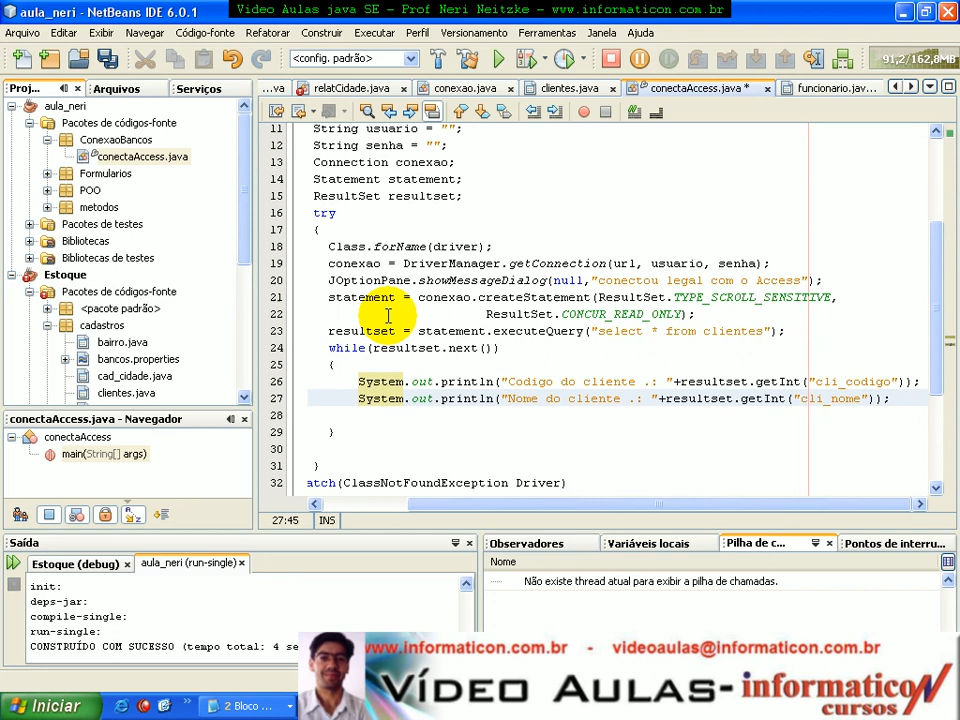 Video Aulas java SE - Prof Neri Neitzke - www.informaticon.com.br
aula_neri - NetBeans IDE 6.0.1
Arquivo Editar Exibir Navegar Código-fonte Refatorar Construir Executar Perfil Versionamento Ferramentas Janela Ajuda
<config. padrão> 91,2/162,8MB
Proj... Arquivos Serviços
...va relatCidade.java conexao.java clientes.java conectaAccess.java * funcionario.jav...
aula_neri
Pacotes de códigos-fonte
ConexaoBancos
conectaAccess.java
Formularios
POO
metodos
Pacotes de testes
Bibliotecas
Bibliotecas de testes
Estoque
Pacotes de códigos-fonte
<pacote padrão>
cadastros
bairro.java
bancos.properties
cad_cidade.java
clientes.java
11 String usuario = "";
12 String senha = "";
13 Connection conexao;
14 Statement statement;
15 ResultSet resultset;
16 try
17 {
18 Class.forName(driver);
19 conexao = DriverManager.getConnection(url, usuario, senha);
20 JOptionPane.showMessageDialog(null,"conectou legal com o Access");
21 statement = conexao.createStatement(ResultSet.TYPE_SCROLL_SENSITIVE,
22 ResultSet.CONCUR_READ_ONLY);
23 resultset = statement.executeQuery("select * from clientes");
24 while(resultset.next())
25 {
26 System.out.println("Codigo do cliente .: "+resultset.getInt("cli_codigo"));
27 System.out.println("Nome do cliente .: "+resultset.getInt("cli_nome"));
28
29 }
30
31 }
32 atch(ClassNotFoundException Driver)
27:45 INS
conectaAccess.java - Navegador
conectaAccess
main(String[] args)
Saída
Estoque (debug) aula_neri (run-single)
init:
deps-jar:
compile-single:
run-single:
CONSTRUÍDO COM SUCESSO (tempo total: 4 se
Observadores Variáveis locais Pilha de c... Pontos de interru...
Nome
Não existe thread atual para exibir a pilha de chamadas.
www.informaticon.com.br - videoaulas@informaticon.com.br
VÍDEO AULAS- informaticoN
cursos
Iniciar 2 Bloco ...